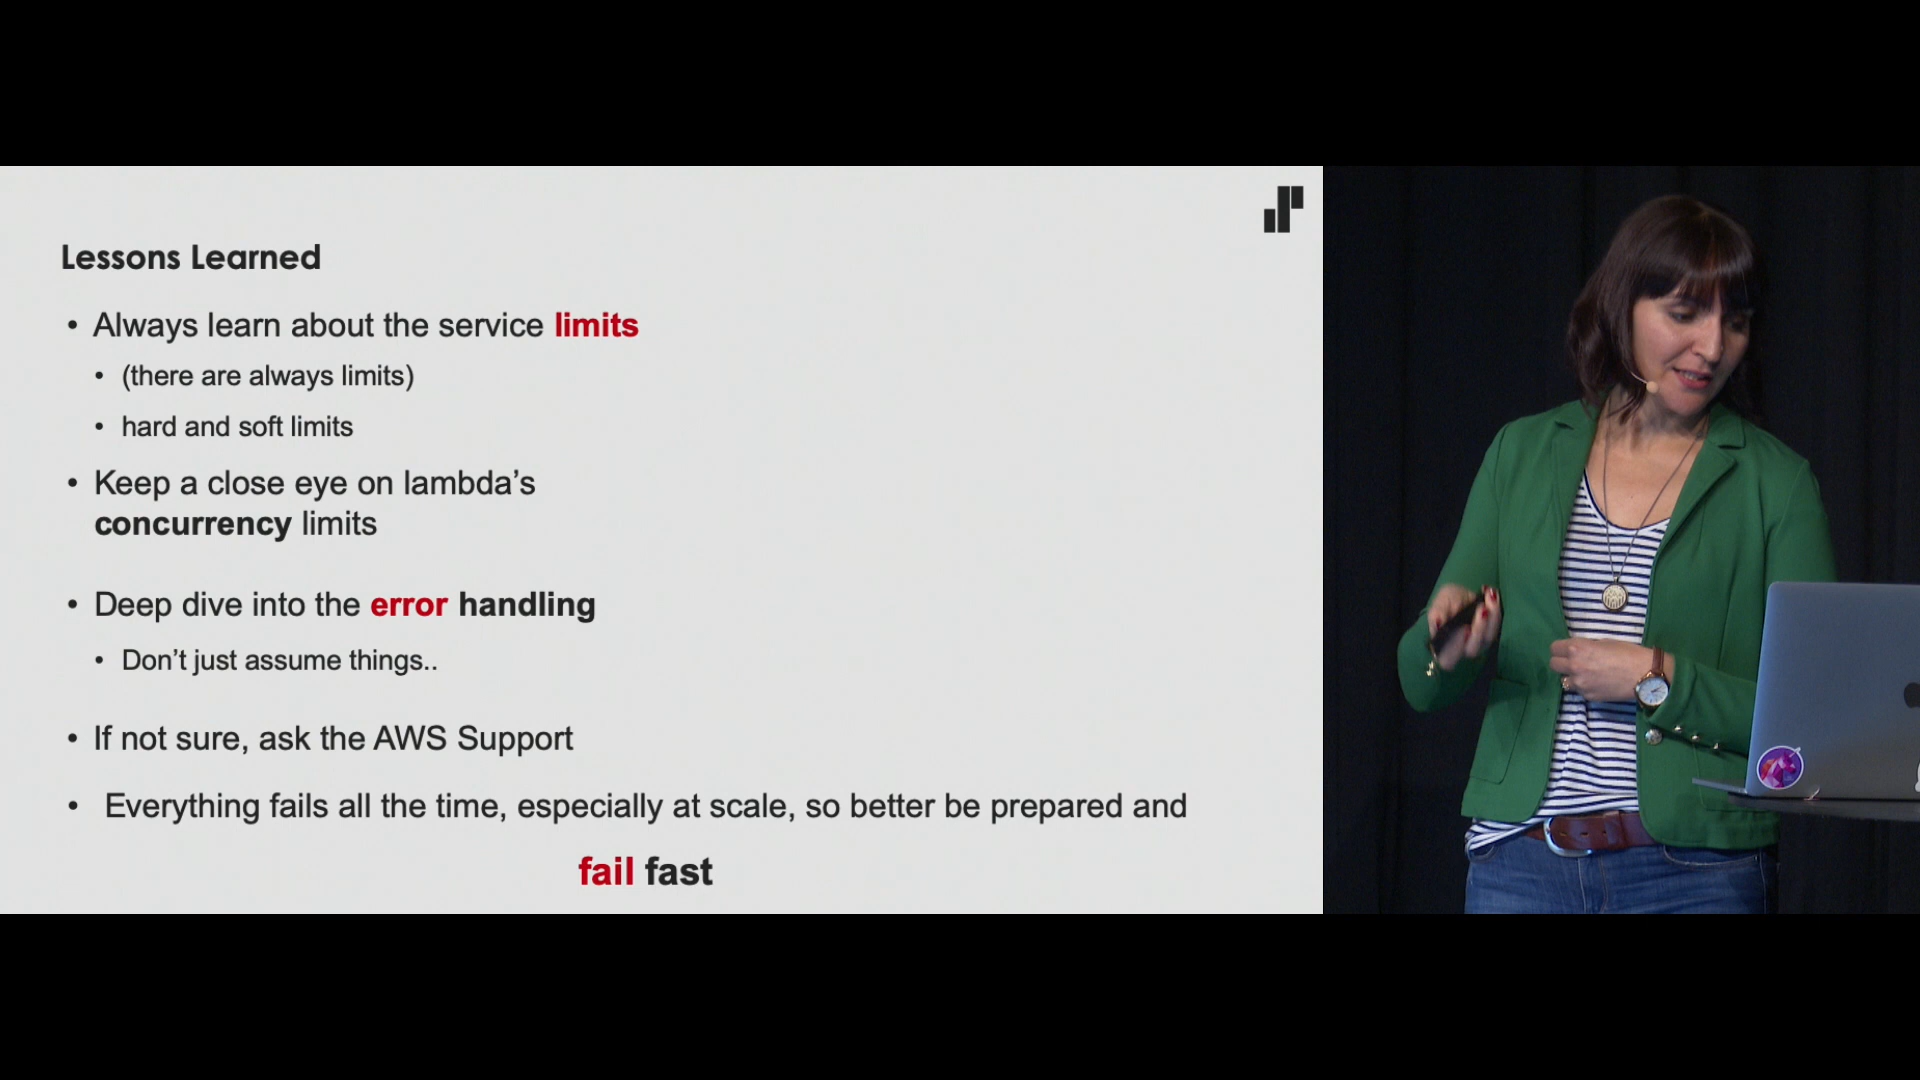 Lessons Learned
• Always learn about the service limits
• (there are always limits)
• hard and soft limits
• Keep a close eye on lambda’s
concurrency limits
• Deep dive into the error handling
• Don’t just assume things..
• If not sure, ask the AWS Support
• Everything fails all the time, especially at scale, so better be prepared and
fail fast